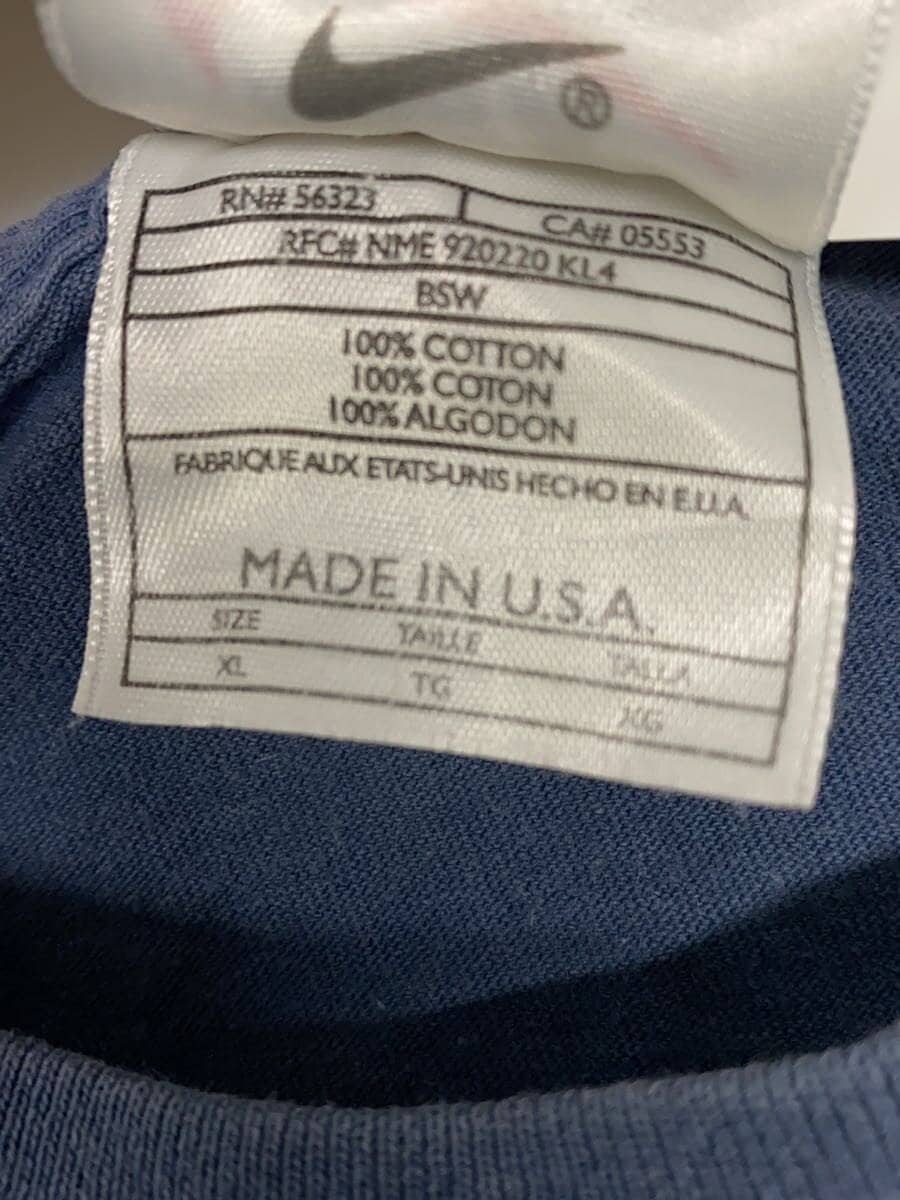 ®
RN# 56323 CA# 05553
RFC# NME 920220 KL4
BSW
100% COTTON
100% COTON
100% ALGODON
FABRIQUE AUX ETATS-UNIS HECHO EN E.U.A.
MADE IN U.S.A.
SIZE TAILLE TALLA
XL TG XG